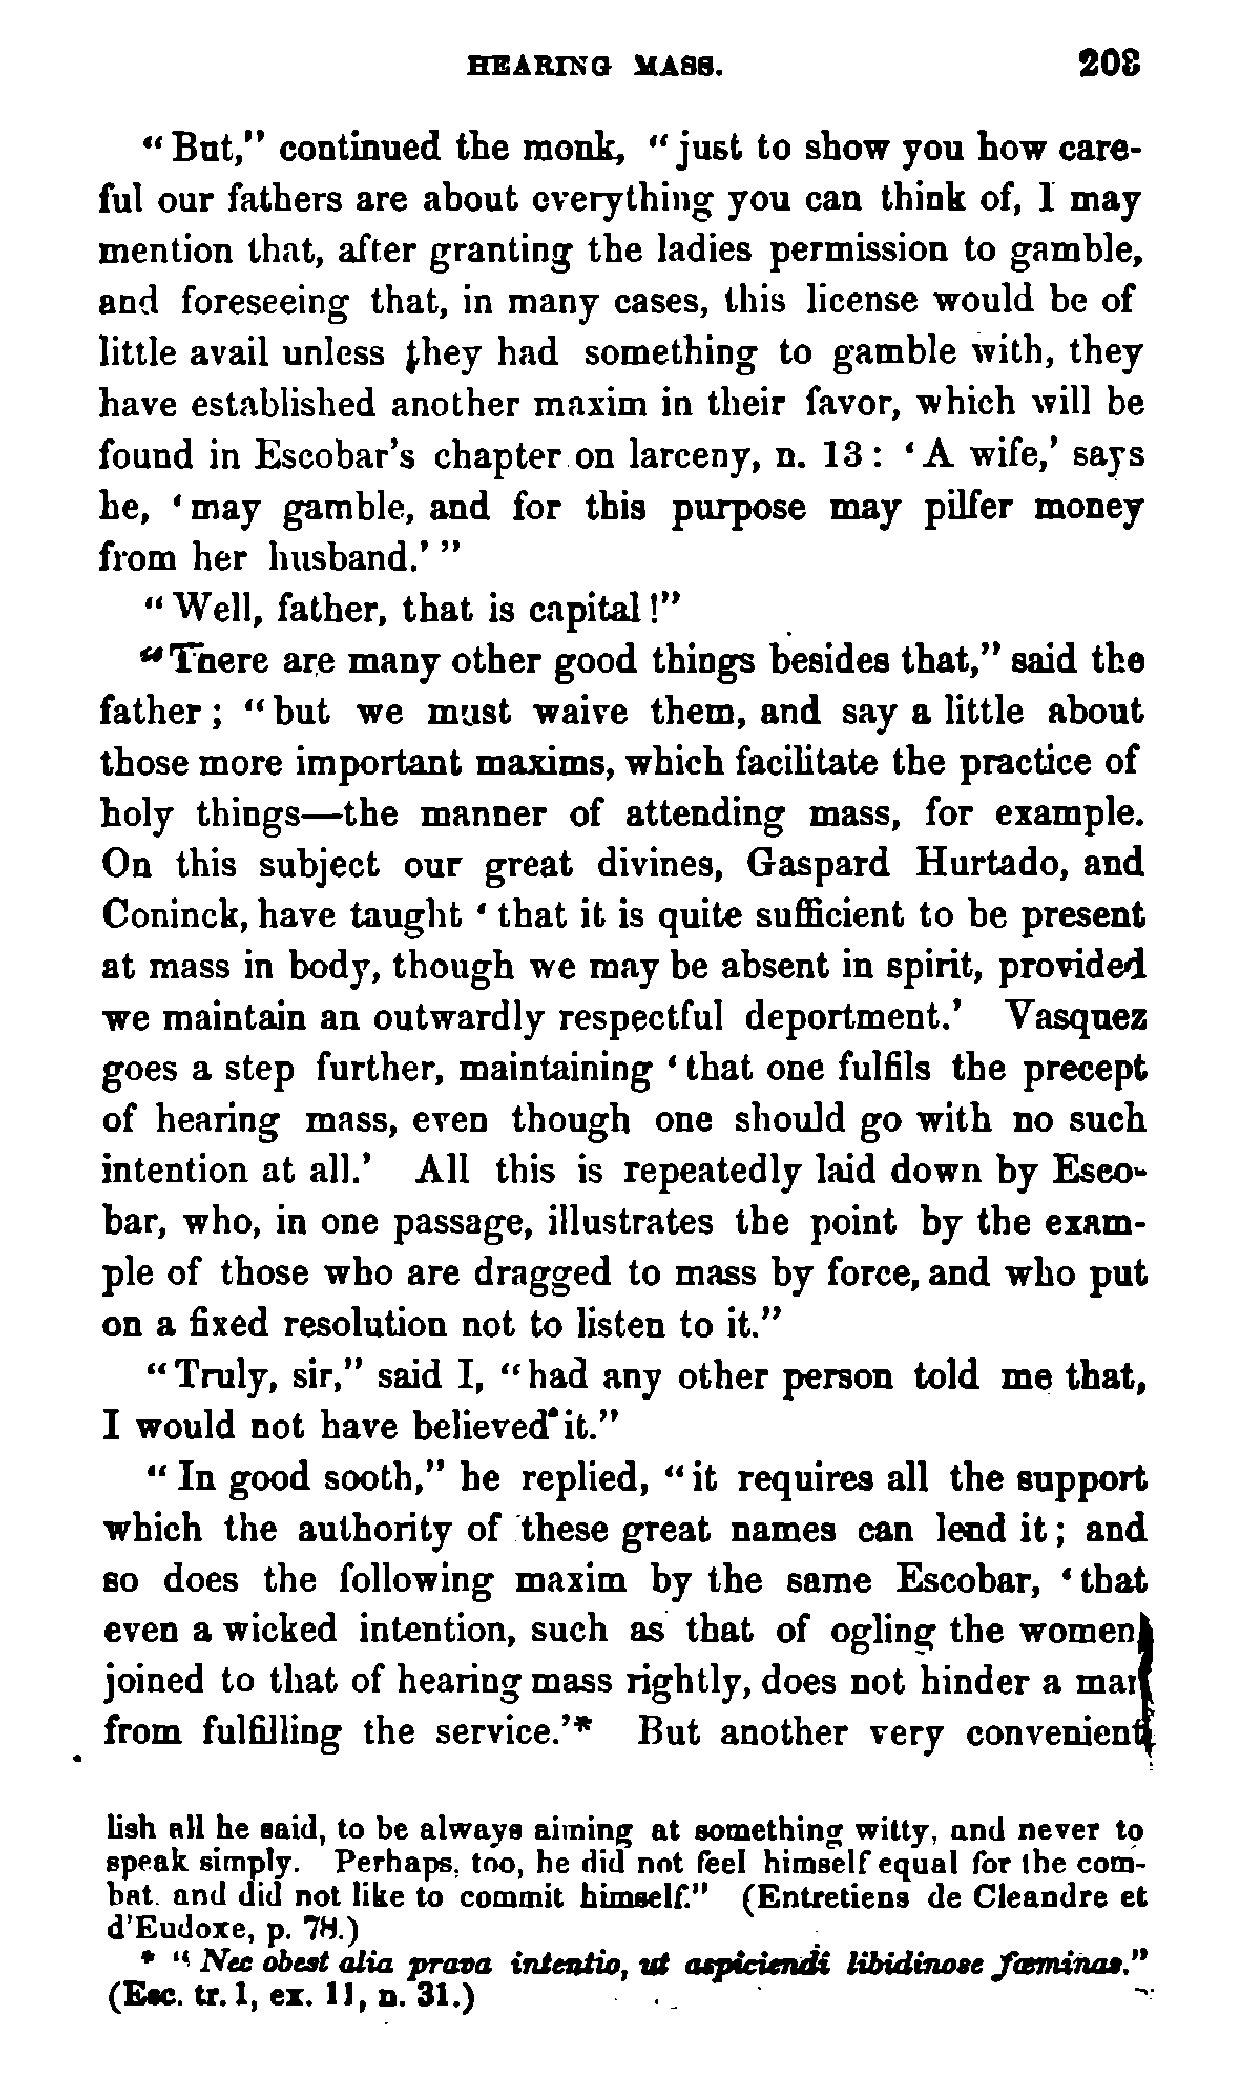 HEARING MASS. 203
“ But,” continued the monk, “ just to show you how care-
ful our fathers are about everything you can think of, I may
mention that, after granting the ladies permission to gamble,
and foreseeing that, in many cases, this license would be of
little avail unless they had something to gamble with, they
have established another maxim in their favor, which will be
found in Escobar’s chapter on larceny, n. 13 : ‘ A wife,’ says
he, ‘ may gamble, and for this purpose may pilfer money
from her husband.’ ”
“ Well, father, that is capital !”
“ There are many other good things besides that,” said the
father ; “ but we must waive them, and say a little about
those more important maxims, which facilitate the practice of
holy things—the manner of attending mass, for example.
On this subject our great divines, Gaspard Hurtado, and
Coninck, have taught ‘ that it is quite sufficient to be present
at mass in body, though we may be absent in spirit, provided
we maintain an outwardly respectful deportment.’ Vasquez
goes a step further, maintaining ‘ that one fulfils the precept
of hearing mass, even though one should go with no such
intention at all.’ All this is repeatedly laid down by Esco-
bar, who, in one passage, illustrates the point by the exam-
ple of those who are dragged to mass by force, and who put
on a fixed resolution not to listen to it.”
“ Truly, sir,” said I, “ had any other person told me that,
I would not have believed it.”
“ In good sooth,” he replied, “ it requires all the support
which the authority of these great names can lend it ; and
so does the following maxim by the same Escobar, ‘ that
even a wicked intention, such as that of ogling the women,
joined to that of hearing mass rightly, does not hinder a man
from fulfilling the service.’* But another very convenient
lish all he said, to be always aiming at something witty, and never to
speak simply. Perhaps, too, he did not feel himself equal for the com-
bat. and did not like to commit himself.” (Entretiens de Cleandre et
d’Eudoxe, p. 78.)
* “ Nec obest alia prava intentio, ut aspiciendi libidinose fœminas.”
(Esc. tr. 1, ex. 11, n. 31.)